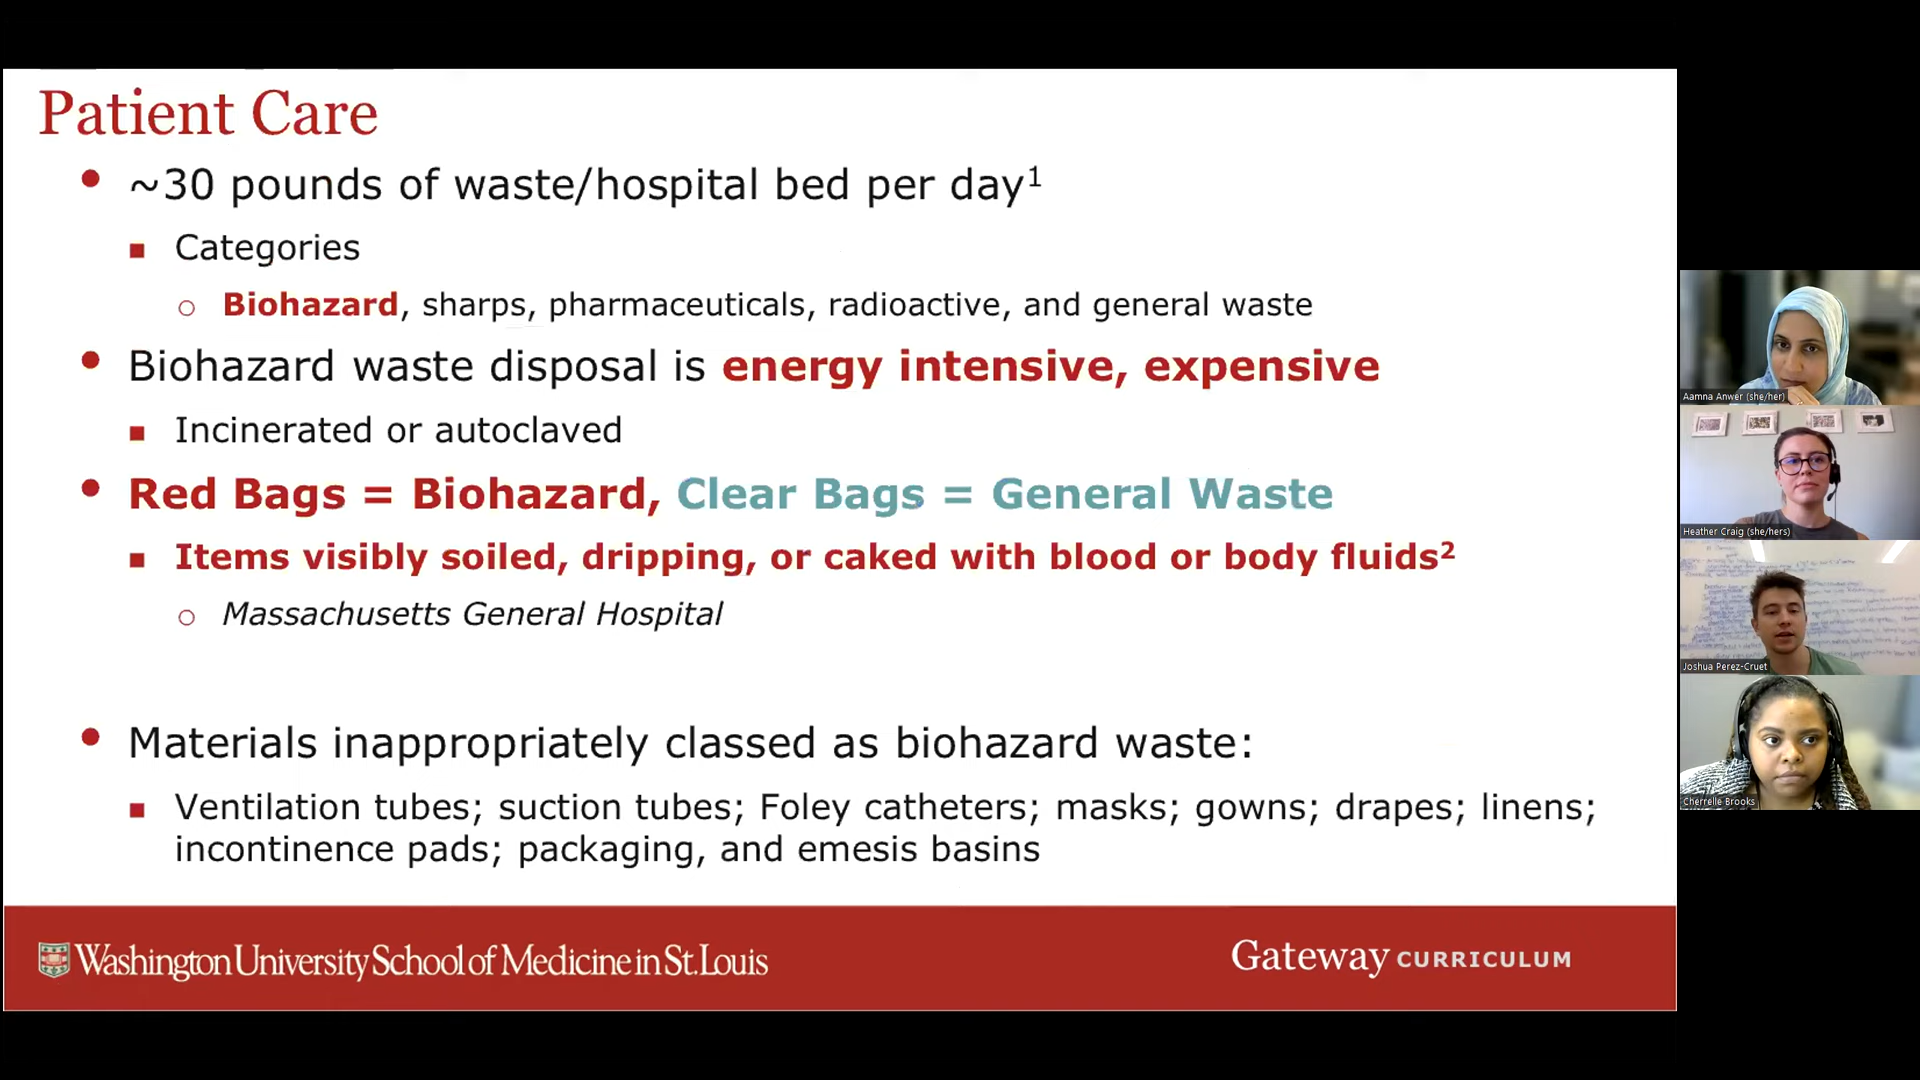 Patient Care
~30 pounds of waste/hospital bed per day1
Categories
Biohazard, sharps, pharmaceuticals, radioactive, and general waste
Biohazard waste disposal is energy intensive, expensive
Incinerated or autoclaved
Red Bags = Biohazard, Clear Bags = General Waste
Items visibly soiled, dripping, or caked with blood or body fluids2
Massachusetts General Hospital
Materials inappropriately classed as biohazard waste:
Ventilation tubes; suction tubes; Foley catheters; masks; gowns; drapes; linens;
incontinence pads; packaging, and emesis basins
Washington University School of Medicine in St. Louis
Gateway CURRICULUM
Aamna Anwer (she/her)
Heather Craig (she/hers)
Joshua Perez-Cruet
Cherrelle Brooks